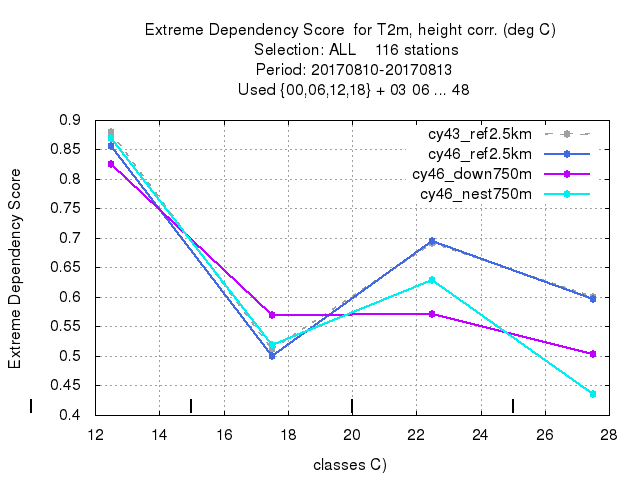 Extreme Dependency Score  for T2m, height corr. (deg C)
Selection: ALL    116 stations
Period: 20170810-20170813
Used {00,06,12,18} + 03 06 ... 48
cy43_ref2.5km
cy46_ref2.5km
cy46_down750m
cy46_nest750m
Extreme Dependency Score
0.9
0.85
0.8
0.75
0.7
0.65
0.6
0.55
0.5
0.45
0.4
12 14 16 18 20 22 24 26 28
classes C)